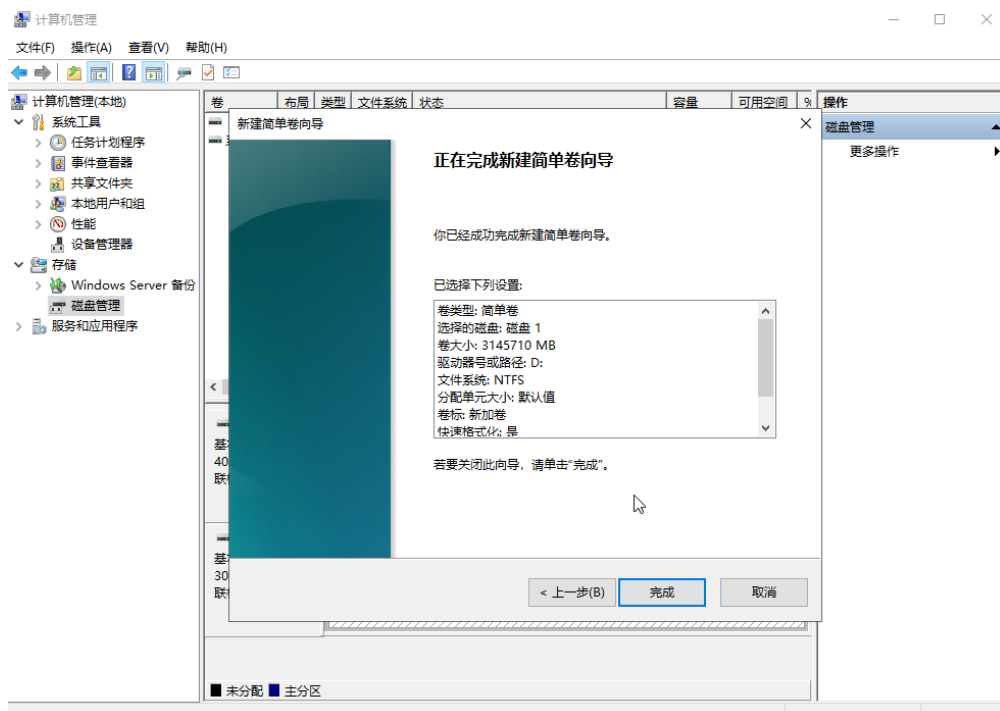 计算机管理
文件(F) 操作(A) 查看(V) 帮助(H)
计算机管理(本地)
系统工具
任务计划程序
事件查看器
共享文件夹
本地用户和组
性能
设备管理器
存储
Windows Server 备份
磁盘管理
服务和应用程序
卷 布局 类型 文件系统 状态 容量 可用空间 %
新建简单卷向导
正在完成新建简单卷向导
你已经成功完成新建简单卷向导。
已选择下列设置:
卷类型: 简单卷
选择的磁盘: 磁盘 1
卷大小: 3145710 MB
驱动器号或路径: D:
文件系统: NTFS
分配单元大小: 默认值
卷标: 新加卷
快速格式化: 是
若要关闭此向导，请单击"完成"。
< 上一步(B) 完成 取消
基
40
联
基
30
联
未分配 主分区
操作
磁盘管理
更多操作